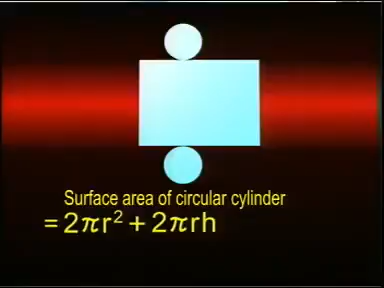 Surface area of circular cylinder
= 2πr² + 2πrh